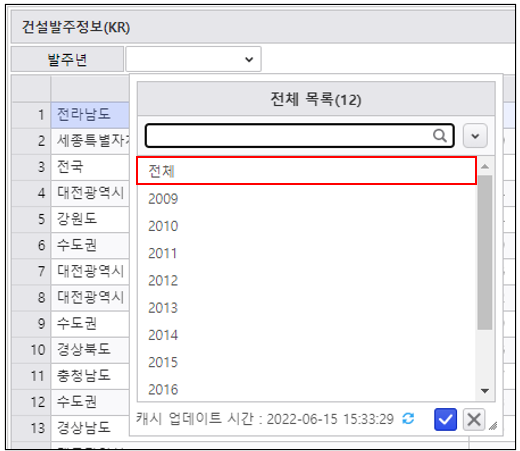 건설발주정보(KR)
발주년
전체 목록(12)
전체
2009
2010
2011
2012
2013
2014
2015
2016
캐시 업데이트 시간 : 2022-06-15 15:33:29
1 전라남도
2 세종특별자
3 전국
4 대전광역시
5 강원도
6 수도권
7 대전광역시
8 대전광역시
9 수도권
10 경상북도
11 충청남도
12 수도권
13 경상남도